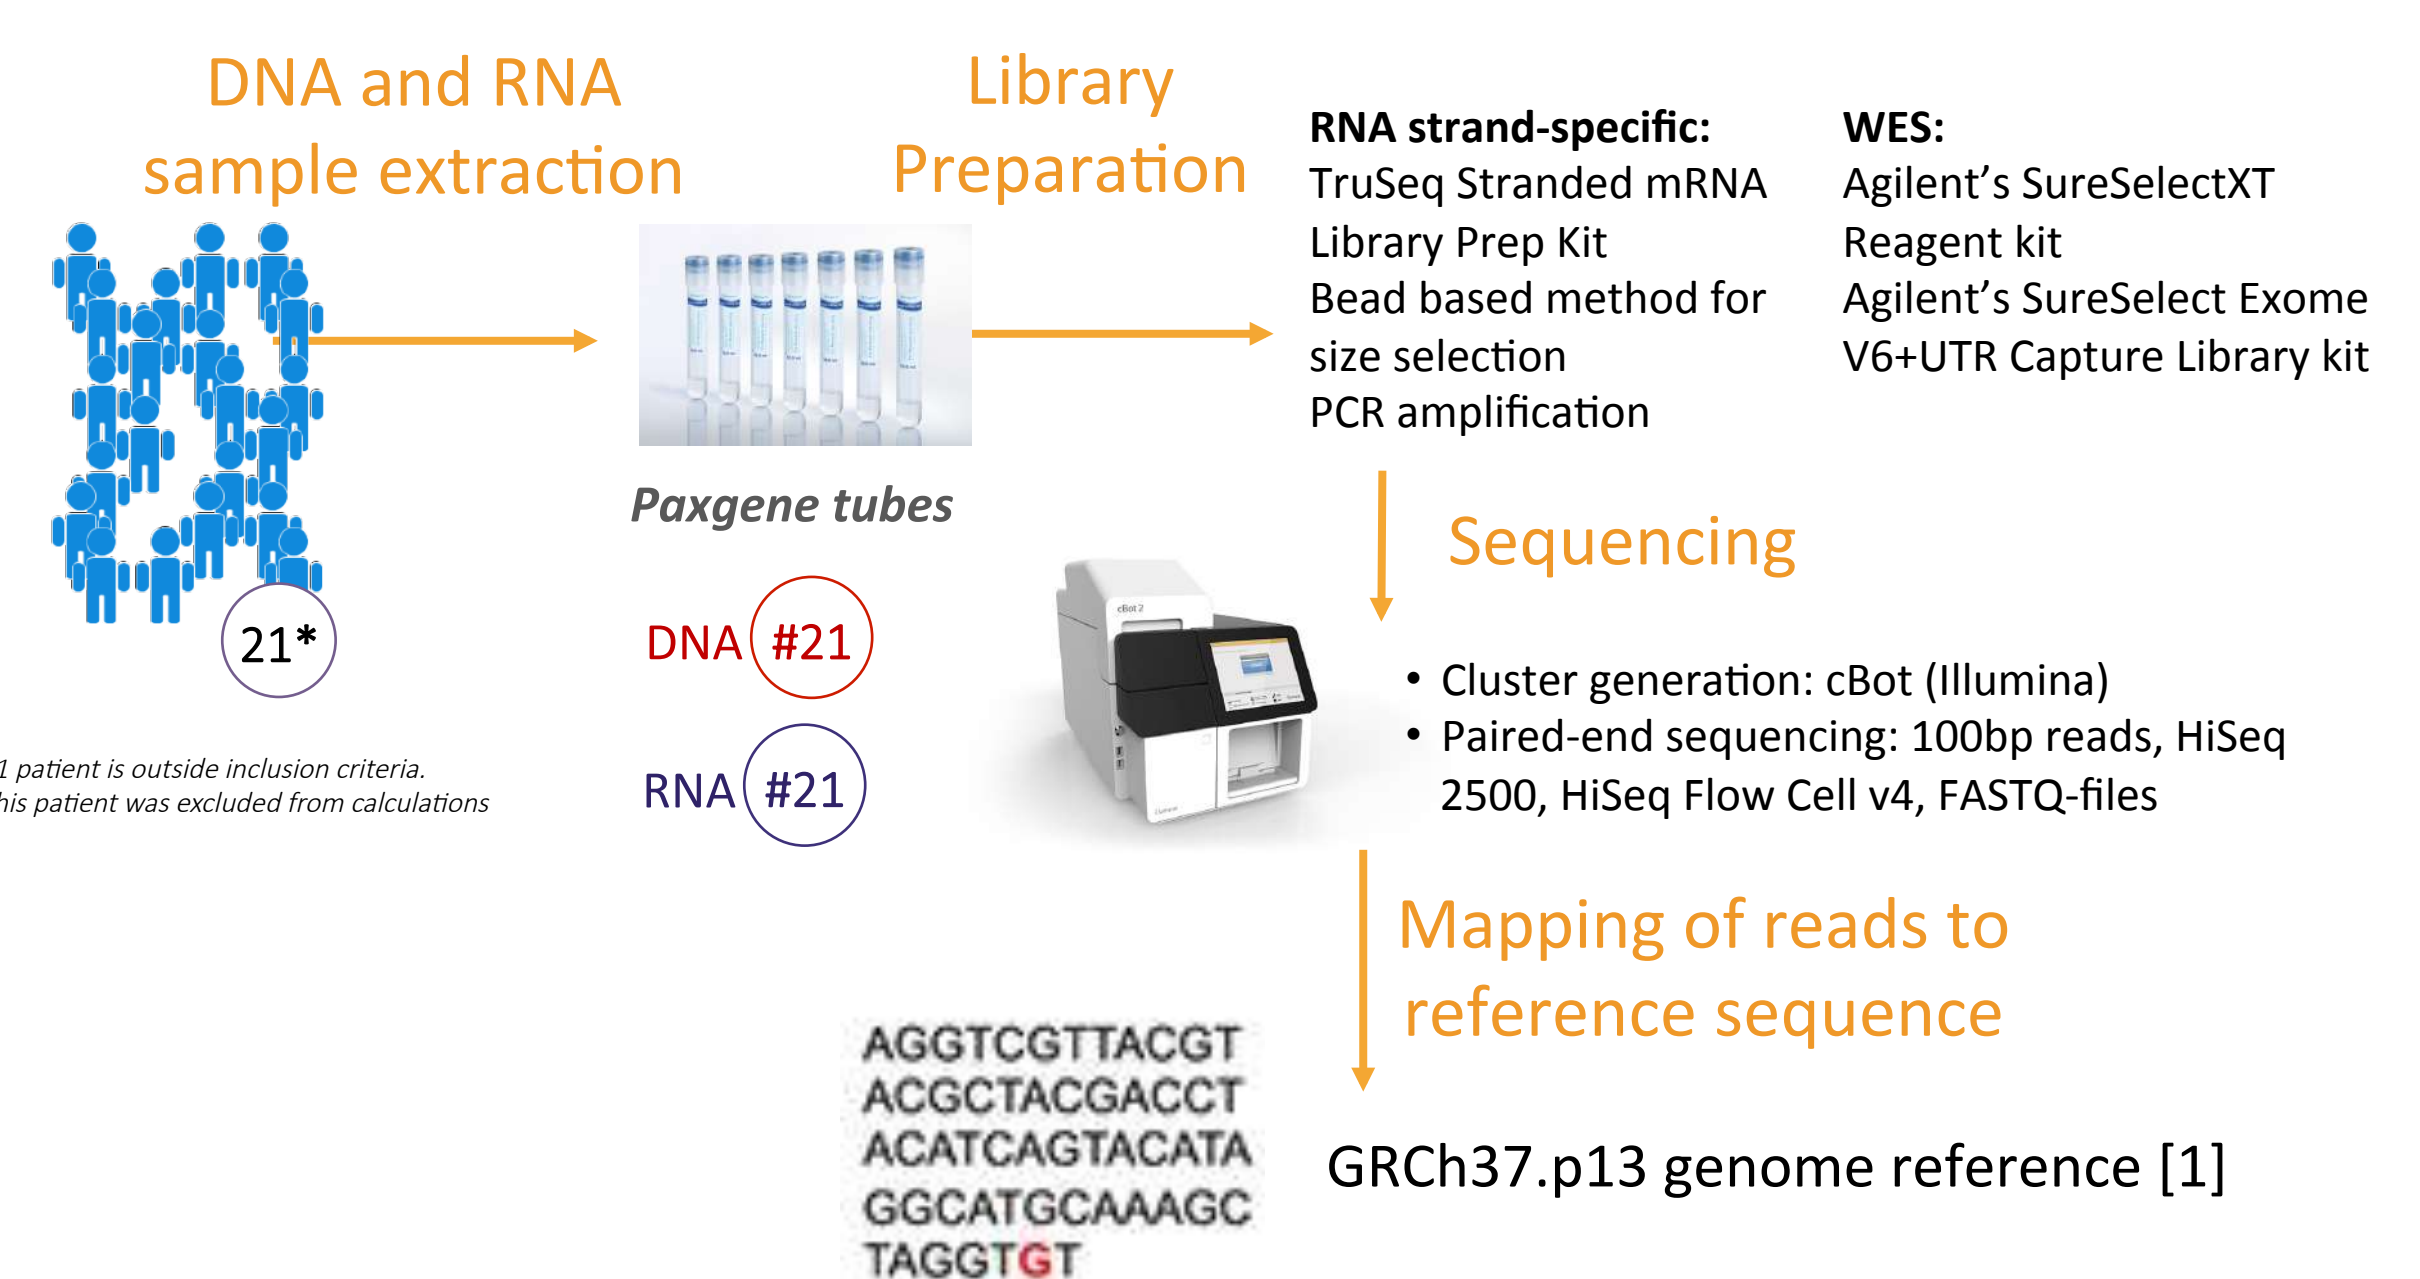 DNA and RNA
sample extraction
Library
Preparation
RNA strand-specific:
TruSeq Stranded mRNA
Library Prep Kit
Bead based method for
size selection
PCR amplification
WES:
Agilent’s SureSelectXT
Reagent kit
Agilent’s SureSelect Exome
V6+UTR Capture Library kit
Paxgene tubes
21*
DNA #21
RNA #21
1 patient is outside inclusion criteria.
his patient was excluded from calculations
Sequencing
cBot 2
• Cluster generation: cBot (Illumina)
• Paired-end sequencing: 100bp reads, HiSeq
2500, HiSeq Flow Cell v4, FASTQ-files
Mapping of reads to
reference sequence
AGGTCGTTACGT
ACGCTACGACCT
ACATCAGTACATA
GGCATGCAAAGC
TAGGTGT
GRCh37.p13 genome reference [1]